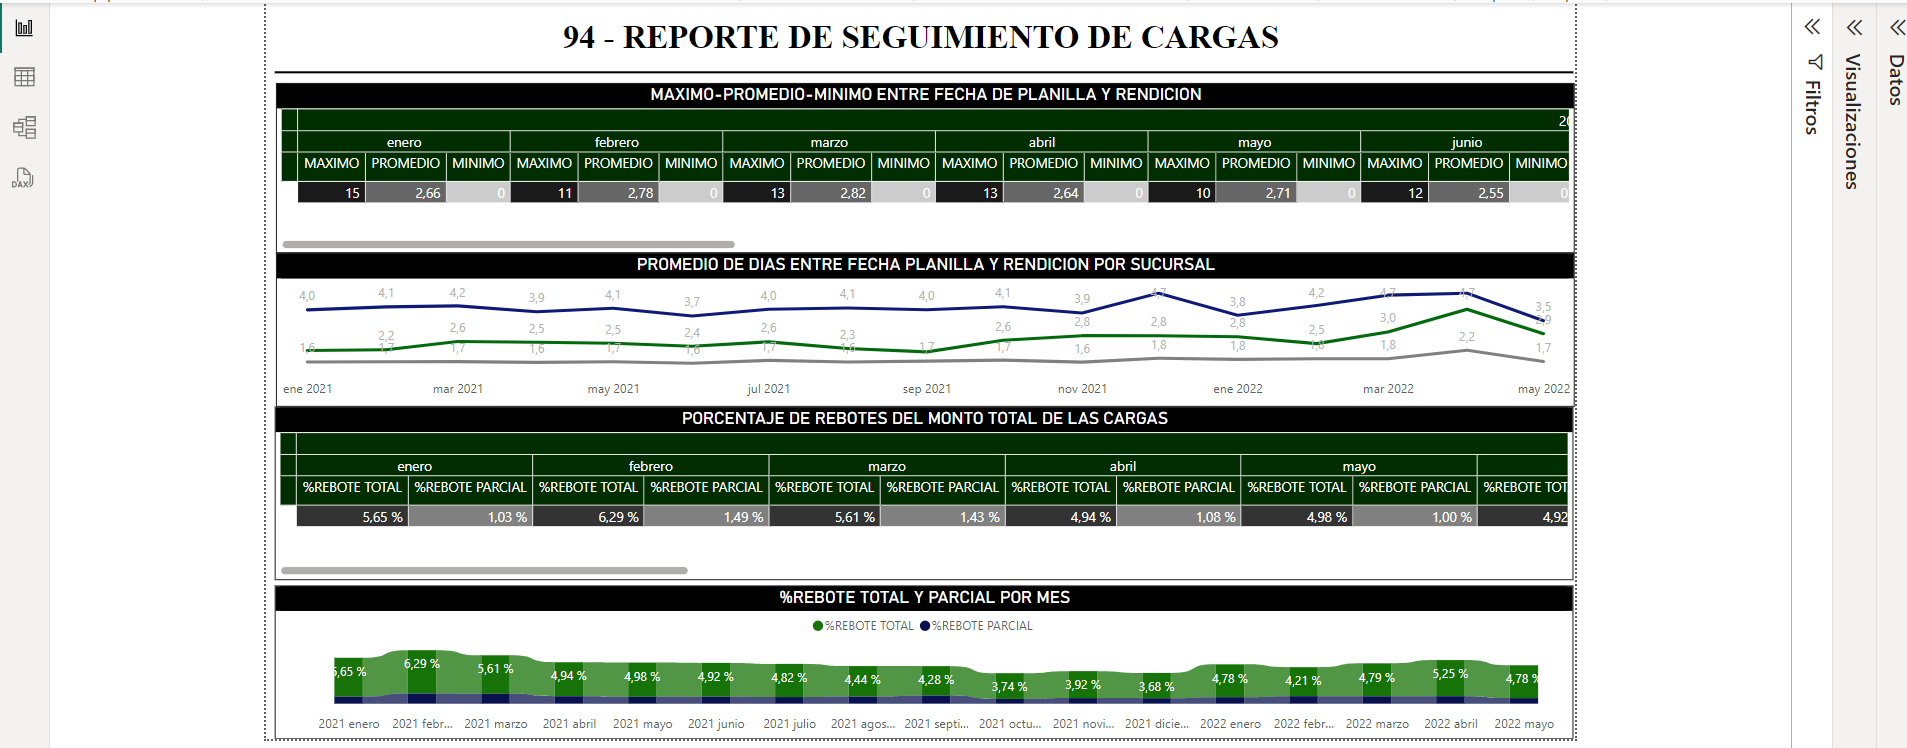 94 - REPORTE DE SEGUIMIENTO DE CARGAS
MAXIMO-PROMEDIO-MINIMO ENTRE FECHA DE PLANILLA Y RENDICION
enero febrero marzo abril mayo junio
MAXIMO PROMEDIO MINIMO MAXIMO PROMEDIO MINIMO MAXIMO PROMEDIO MINIMO MAXIMO PROMEDIO MINIMO MAXIMO PROMEDIO MINIMO MAXIMO PROMEDIO MINIMO
15 2,66 0 11 2,78 0 13 2,82 0 13 2,64 0 10 2,71 0 12 2,55 0
PROMEDIO DE DIAS ENTRE FECHA PLANILLA Y RENDICION POR SUCURSAL
4,0 4,1 4,2 3,9 4,1 3,7 4,0 4,1 4,0 4,1 3,9 4,7 3,8 4,2 4,7 4,7 3,5
2,2 2,6 2,5 2,5 2,4 2,6 2,3 2,6 2,8 2,8 2,8 2,5 3,0 2,9
1,6 1,7 1,7 1,6 1,7 1,6 1,7 1,6 1,7 1,7 1,6 1,8 1,8 1,8 1,8 2,2 1,7
ene 2021 mar 2021 may 2021 jul 2021 sep 2021 nov 2021 ene 2022 mar 2022 may 2022
PORCENTAJE DE REBOTES DEL MONTO TOTAL DE LAS CARGAS
enero febrero marzo abril mayo
%REBOTE TOTAL %REBOTE PARCIAL %REBOTE TOTAL %REBOTE PARCIAL %REBOTE TOTAL %REBOTE PARCIAL %REBOTE TOTAL %REBOTE PARCIAL %REBOTE TOTAL %REBOTE PARCIAL %REBOTE TOT
5,65 % 1,03 % 6,29 % 1,49 % 5,61 % 1,43 % 4,94 % 1,08 % 4,98 % 1,00 % 4,92
%REBOTE TOTAL Y PARCIAL POR MES
%REBOTE TOTAL %REBOTE PARCIAL
5,65 % 6,29 % 5,61 % 4,94 % 4,98 % 4,92 % 4,82 % 4,44 % 4,28 % 3,74 % 3,92 % 3,68 % 4,78 % 4,21 % 4,79 % 5,25 % 4,78 %
2021 enero 2021 febr... 2021 marzo 2021 abril 2021 mayo 2021 junio 2021 julio 2021 agos... 2021 septi... 2021 octu... 2021 novi... 2021 dicie... 2022 enero 2022 febr... 2022 marzo 2022 abril 2022 mayo
Filtros
Visualizaciones
Datos
DAX